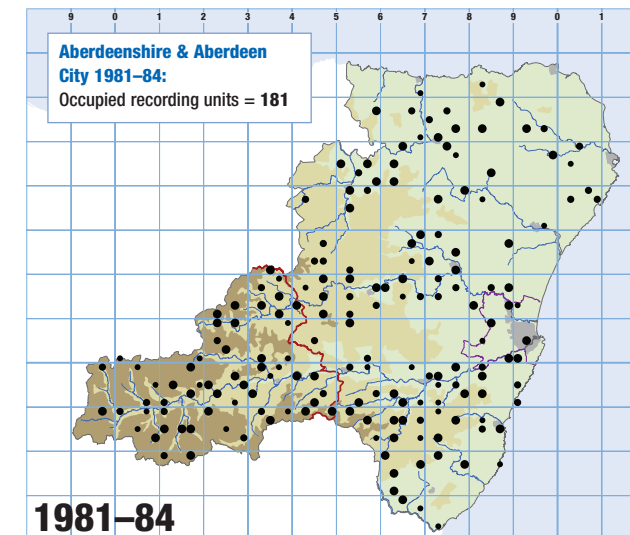 9 0 1 2 3 4 5 6 7 8 9 0 1
Aberdeenshire & Aberdeen
City 1981–84:
Occupied recording units = 181
1981–84